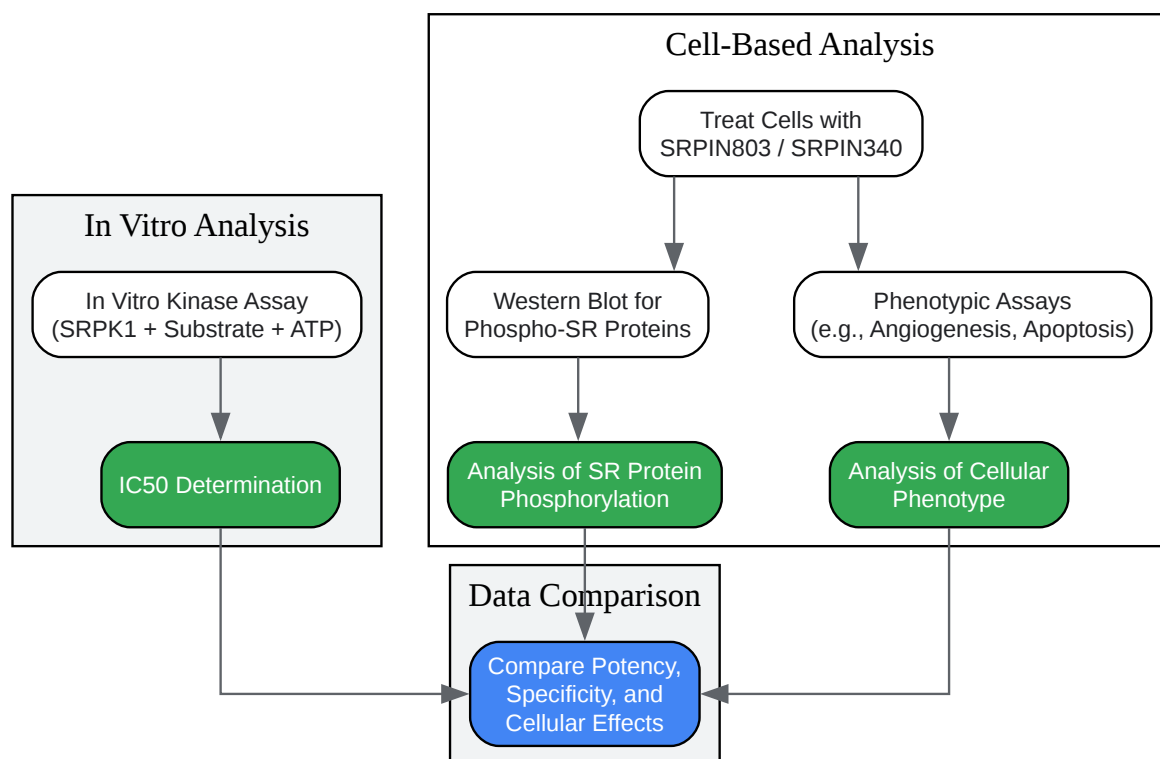 Cell-Based Analysis
Treat Cells with
SRPIN803 / SRPIN340
In Vitro Analysis
In Vitro Kinase Assay
(SRPK1 + Substrate + ATP)
Western Blot for
Phospho-SR Proteins
Phenotypic Assays
(e.g., Angiogenesis, Apoptosis)
IC50 Determination
Analysis of SR Protein
Phosphorylation
Analysis of Cellular
Phenotype
Data Comparison
Compare Potency,
Specificity, and
Cellular Effects